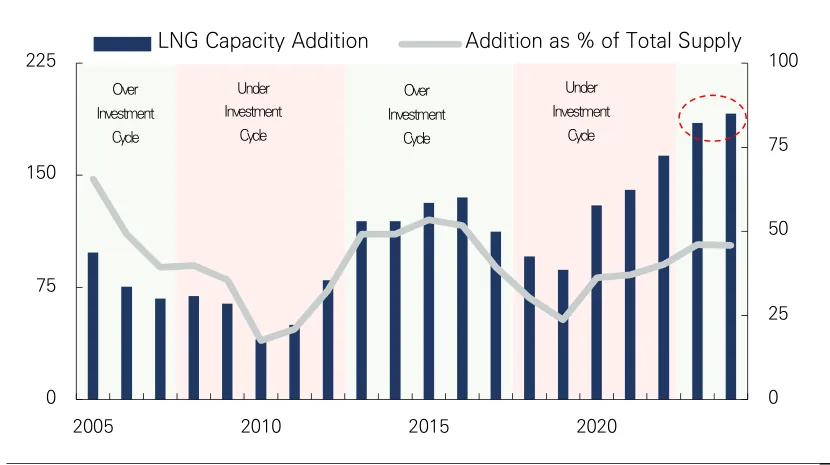 LNG Capacity Addition
Addition as % of Total Supply
225
150
75
0
100
75
50
25
0
Over
Investment
Cycle
Under
Investment
Cycle
Over
Investment
Cycle
Under
Investment
Cycle
2005
2010
2015
2020